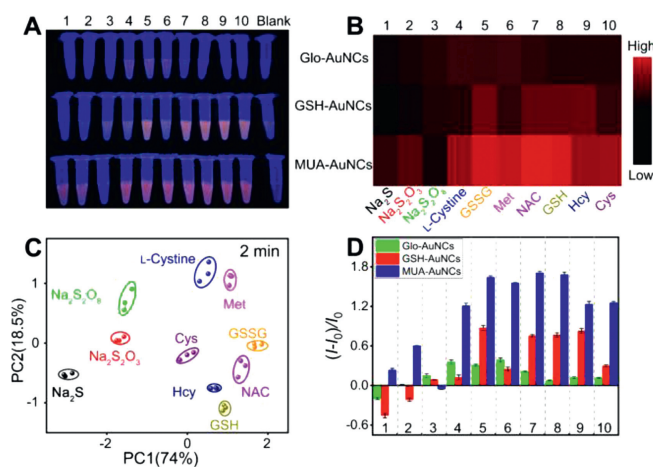 A
1 2 3 4 5 6 7 8 9 10 Blank
B
1 2 3 4 5 6 7 8 9 10
Glo-AuNCs
GSH-AuNCs
MUA-AuNCs
High
Low
Na₂S
Na₂S₂O₃
Na₂S₂O₈
L-Cystine
GSSG
Met
NAC
GSH
Hcy
Cys
C
2 min
L-Cystine
Met
Na₂S₂O₈
GSSG
Cys
Na₂S₂O₃
Na₂S
Hcy
NAC
GSH
PC2(18.5%)
1
0
-1
-2 0 2
PC1(74%)
D
Glo-AuNCs
GSH-AuNCs
MUA-AuNCs
(I-I₀)/I₀
1.8
1.2
0.6
0.0
-0.6
1 2 3 4 5 6 7 8 9 10